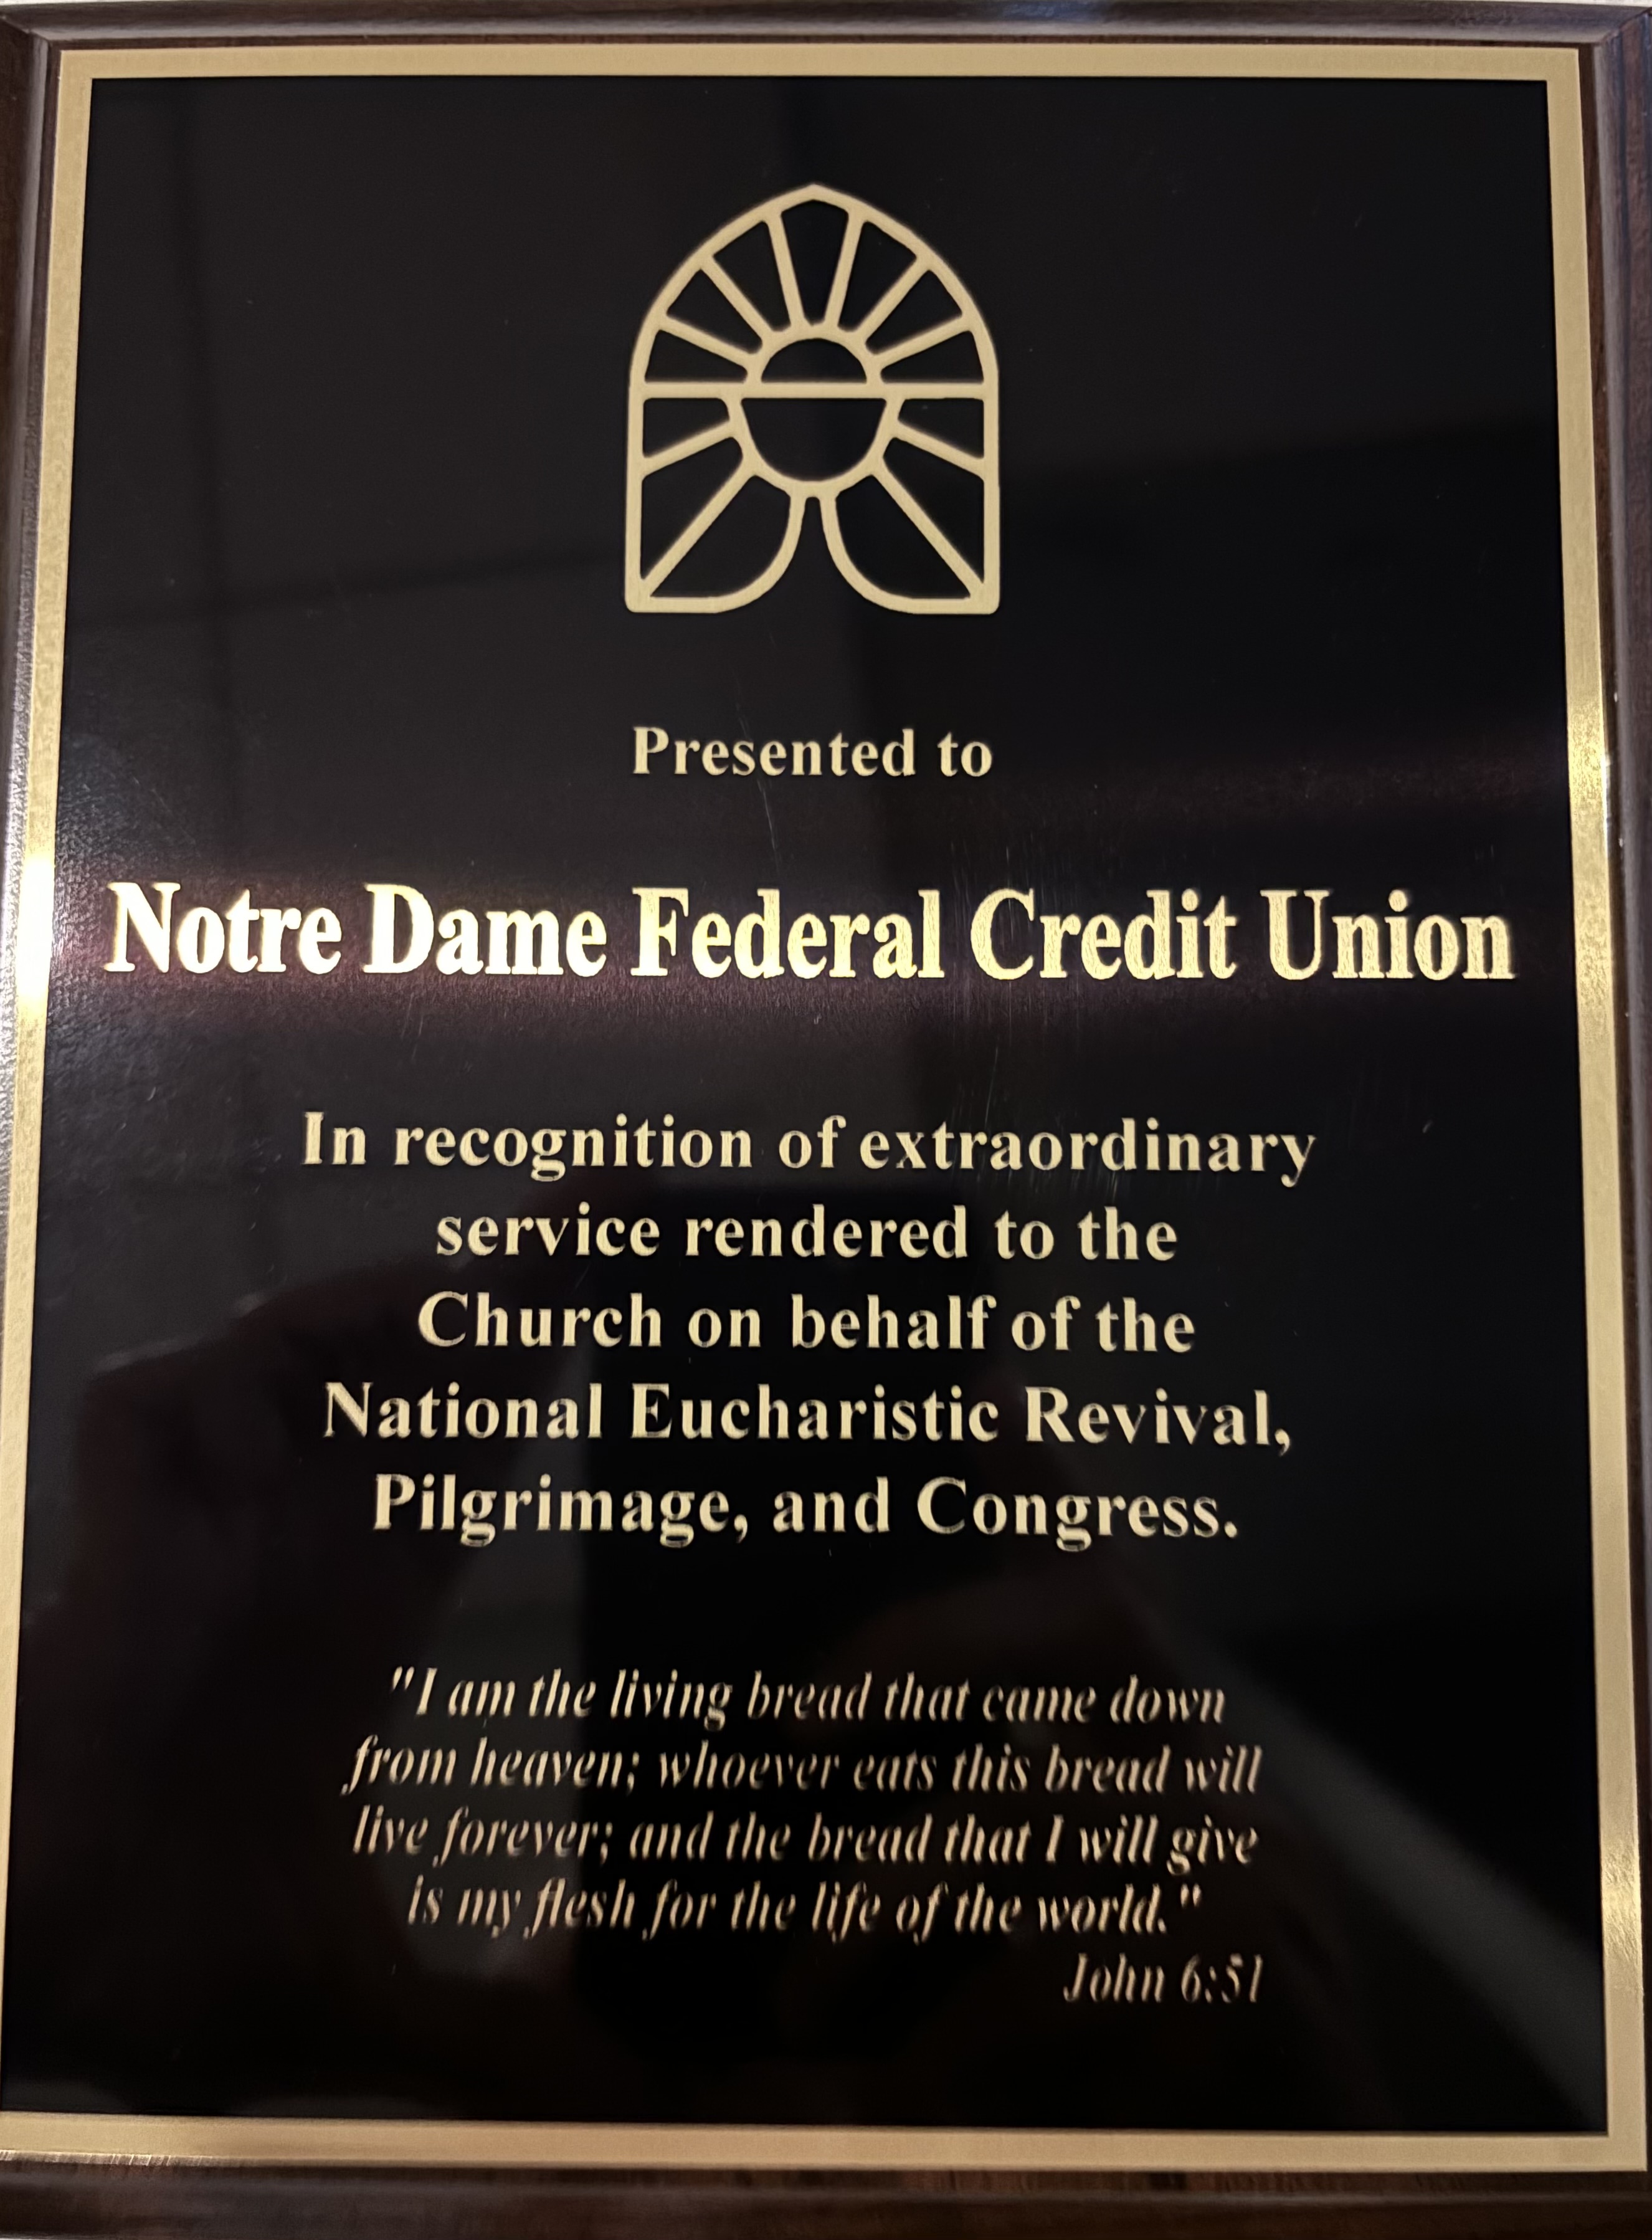 Presented to
Notre Dame Federal Credit Union
In recognition of extraordinary
service rendered to the
Church on behalf of the
National Eucharistic Revival,
Pilgrimage, and Congress.
"I am the living bread that came down
from heaven; whoever eats this bread will
live forever; and the bread that I will give
is my flesh for the life of the world."
John 6:51